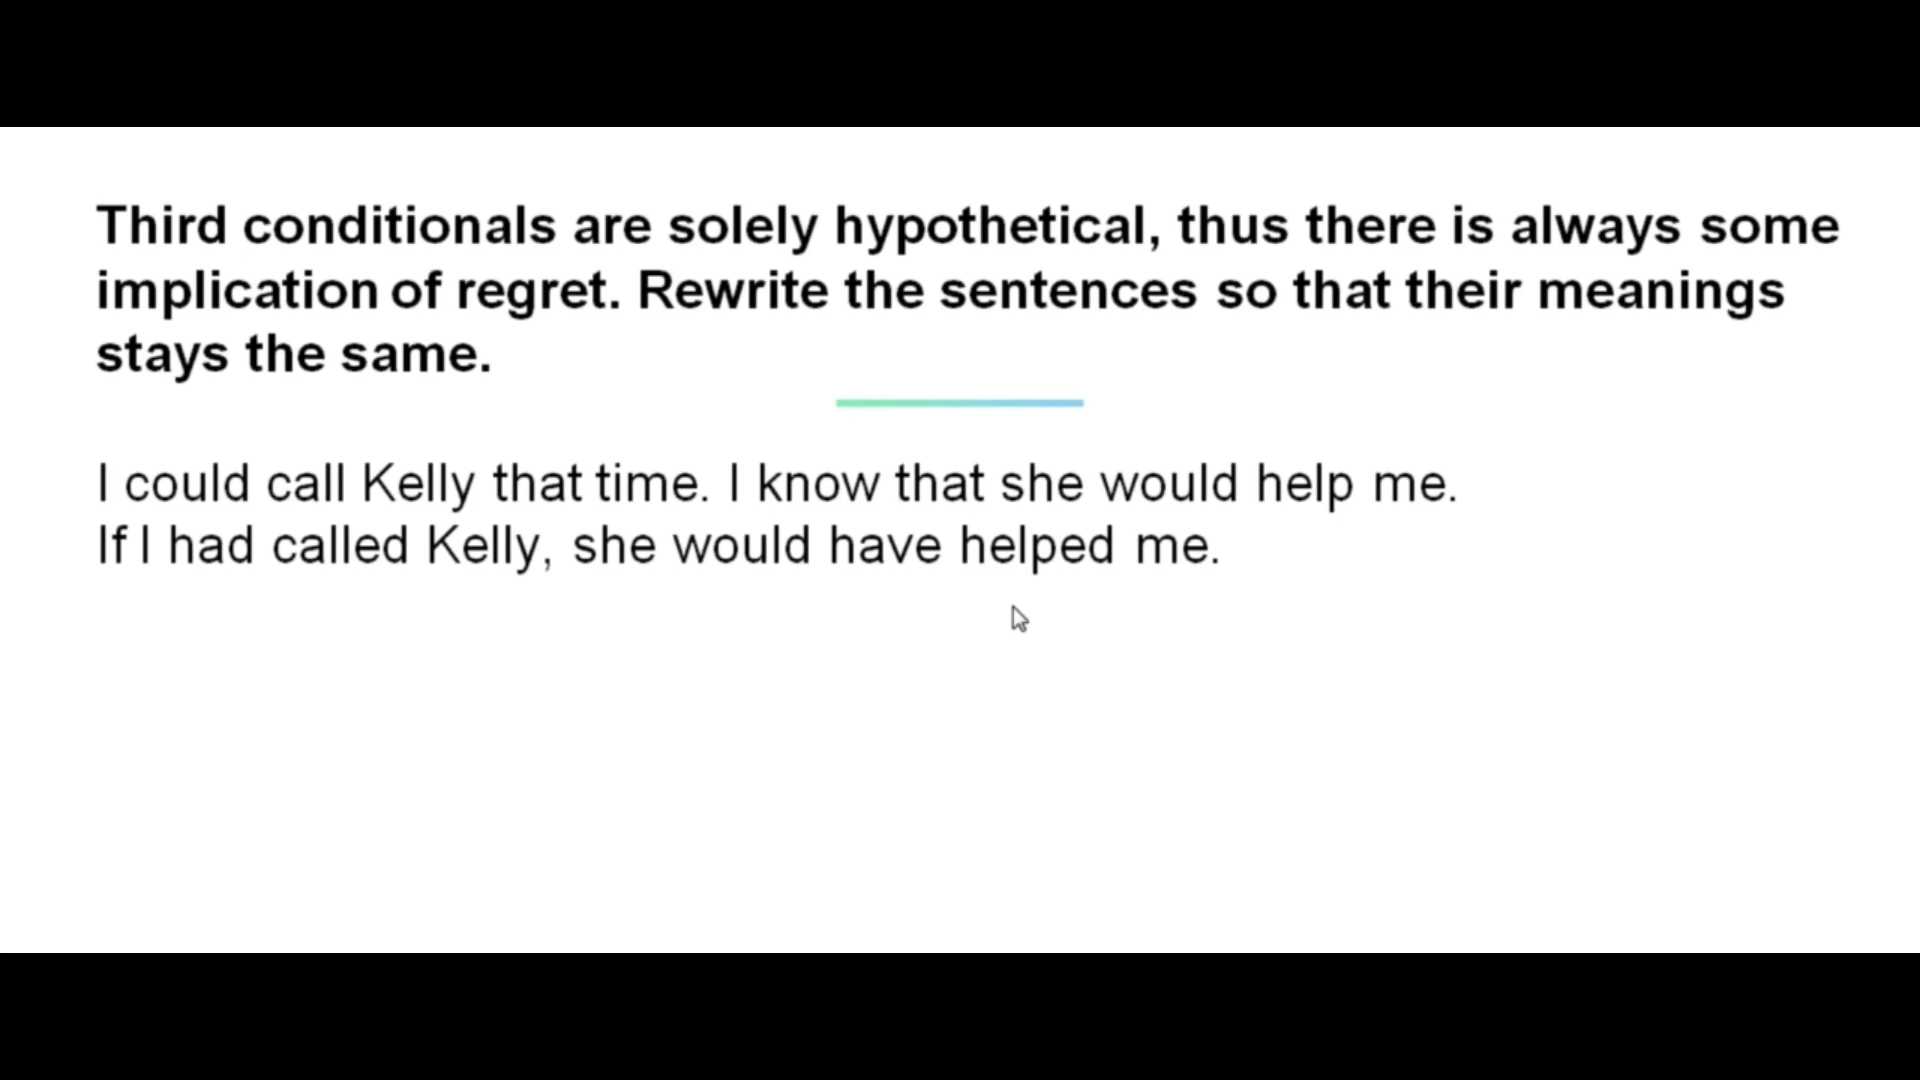 Third conditionals are solely hypothetical, thus there is always some
implication of regret. Rewrite the sentences so that their meanings
stays the same.
I could call Kelly that time. I know that she would help me.
If I had called Kelly, she would have helped me.